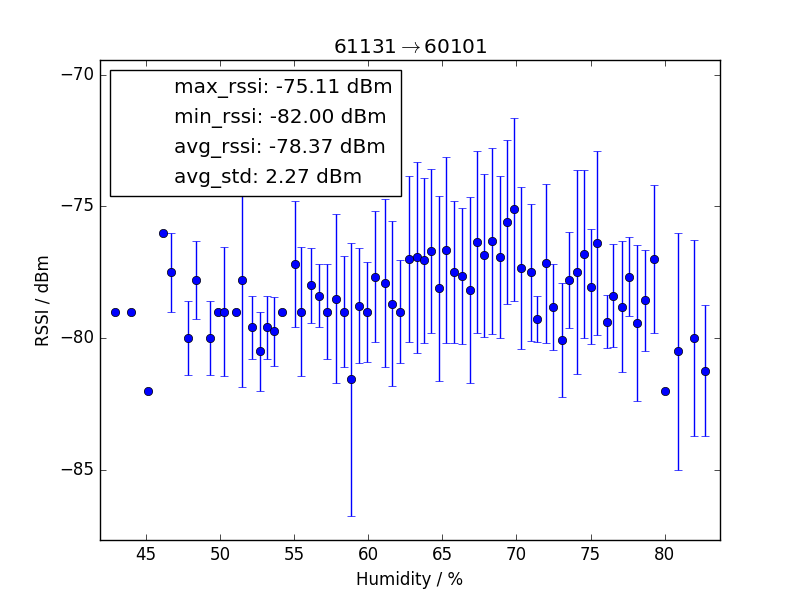 61131→60101
max_rssi: -75.11 dBm
min_rssi: -82.00 dBm
avg_rssi: -78.37 dBm
avg_std: 2.27 dBm
−70
−75
−80
−85
RSSI / dBm
45 50 55 60 65 70 75 80
Humidity / %